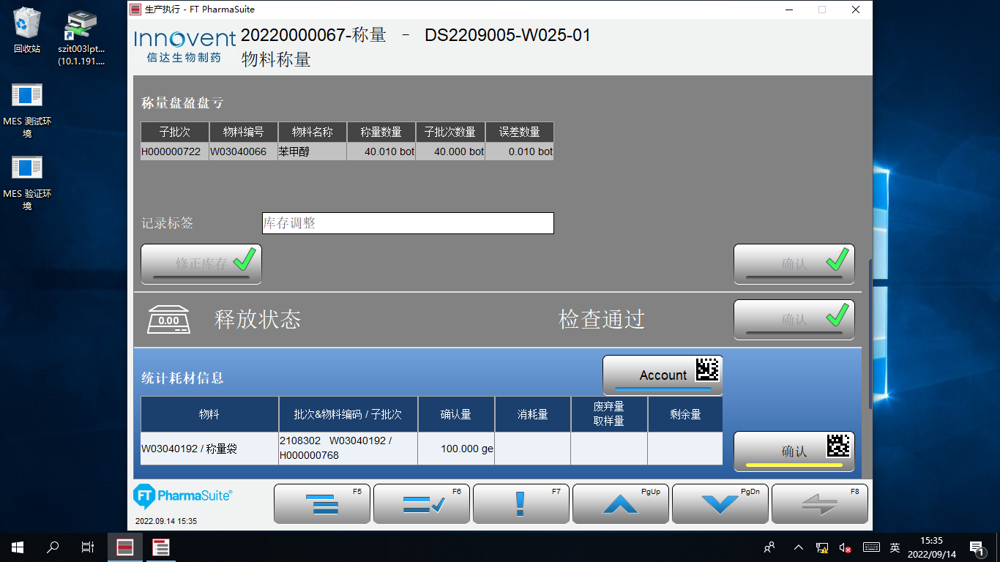 生产执行 - FT PharmaSuite
回收站
szit003lpt...
(10.1.191....
MES 测试环
境
MES 验证环
境
Innovent
信达生物制药
20220000067-称量 - DS2209005-W025-01
物料称量
称量盘盈盘亏
子批次 物料编号 物料名称 称量数量 子批次数量 误差数量
H000000722 W03040066 苯甲醇 40.010 bot 40.000 bot 0.010 bot
记录标签 库存调整
修正库存 确认
0.00 释放状态 检查通过 确认
统计耗材信息 Account
物料 批次&物料编码 / 子批次 确认量 消耗量 废弃量
取样量 剩余量
W03040192 / 称量袋 2108302 W03040192 /
H000000768 100.000 ge
确认
FT PharmaSuite®
2022.09.14 15:35
F5 F6 F7 PgUp PgDn F8
英 15:35
2022/09/14
1